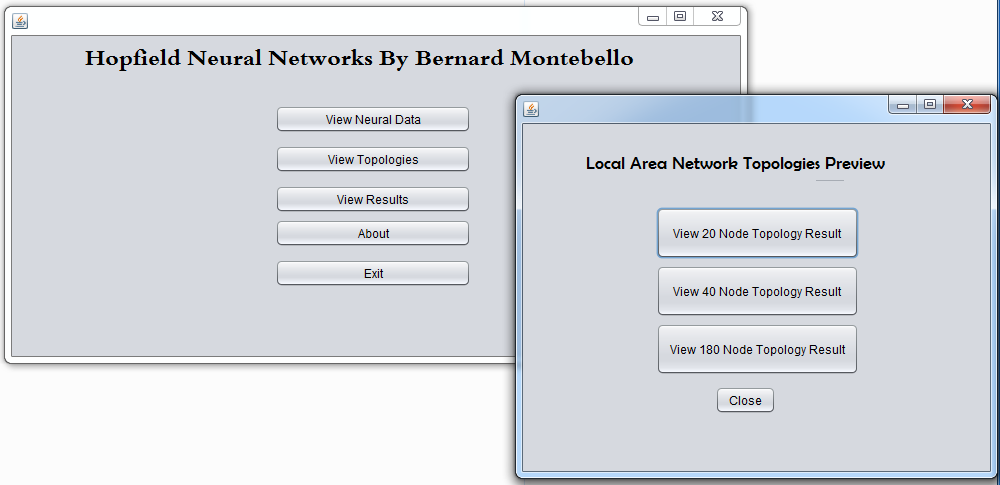 Hopfield Neural Networks By Bernard Montebello
View Neural Data
View Topologies
View Results
About
Exit
Local Area Network Topologies Preview
View 20 Node Topology Result
View 40 Node Topology Result
View 180 Node Topology Result
Close